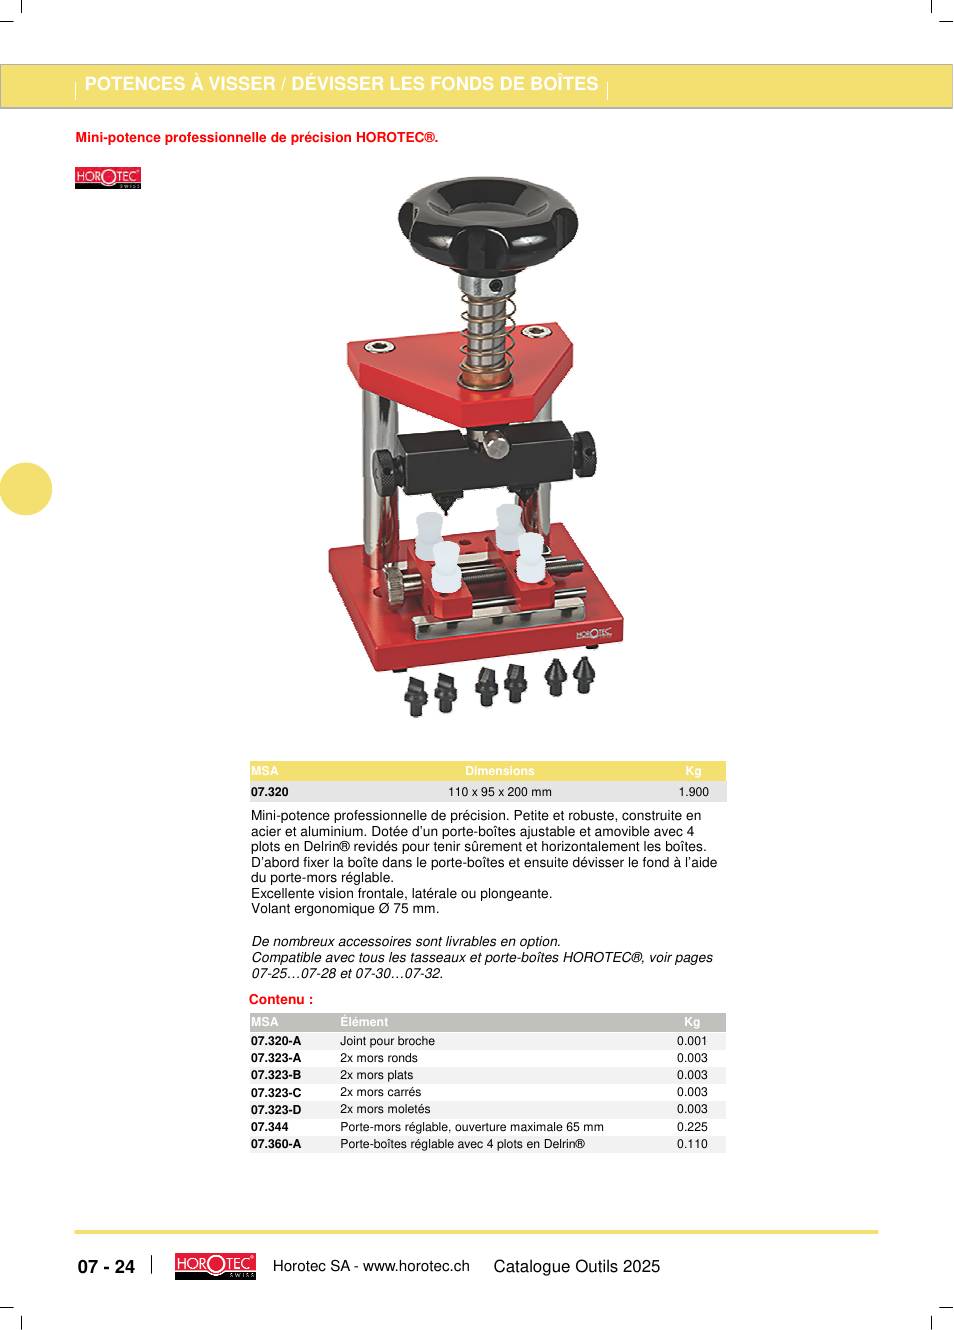 POTENCES À VISSER / DÉVISSER LES FONDS DE BOÎTES
Mini-potence professionnelle de précision HOROTEC®.
HOROTEC®
SWISS
HOROTEC
MSA Dimensions Kg
07.320 110 x 95 x 200 mm 1.900
Mini-potence professionnelle de précision. Petite et robuste, construite en
acier et aluminium. Dotée d’un porte-boîtes ajustable et amovible avec 4
plots en Delrin® revidés pour tenir sûrement et horizontalement les boîtes.
D’abord fixer la boîte dans le porte-boîtes et ensuite dévisser le fond à l’aide
du porte-mors réglable.
Excellente vision frontale, latérale ou plongeante.
Volant ergonomique Ø 75 mm.
De nombreux accessoires sont livrables en option.
Compatible avec tous les tasseaux et porte-boîtes HOROTEC®, voir pages
07-25…07-28 et 07-30…07-32.
Contenu :
MSA Élément Kg
07.320-A Joint pour broche 0.001
07.323-A 2x mors ronds 0.003
07.323-B 2x mors plats 0.003
07.323-C 2x mors carrés 0.003
07.323-D 2x mors moletés 0.003
07.344 Porte-mors réglable, ouverture maximale 65 mm 0.225
07.360-A Porte-boîtes réglable avec 4 plots en Delrin® 0.110
07 - 24 HOROTEC® SWISS Horotec SA - www.horotec.ch Catalogue Outils 2025